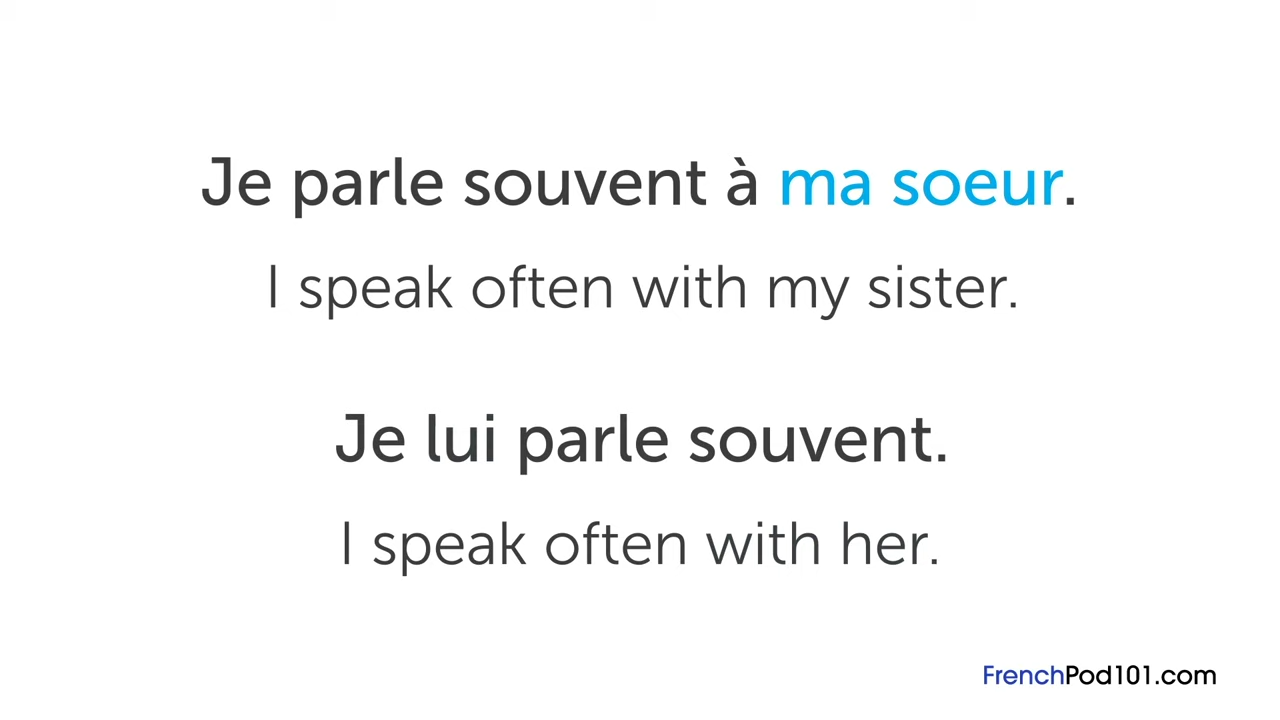 Je parle souvent à ma soeur.
I speak often with my sister.
Je lui parle souvent.
I speak often with her.
FrenchPod101.com